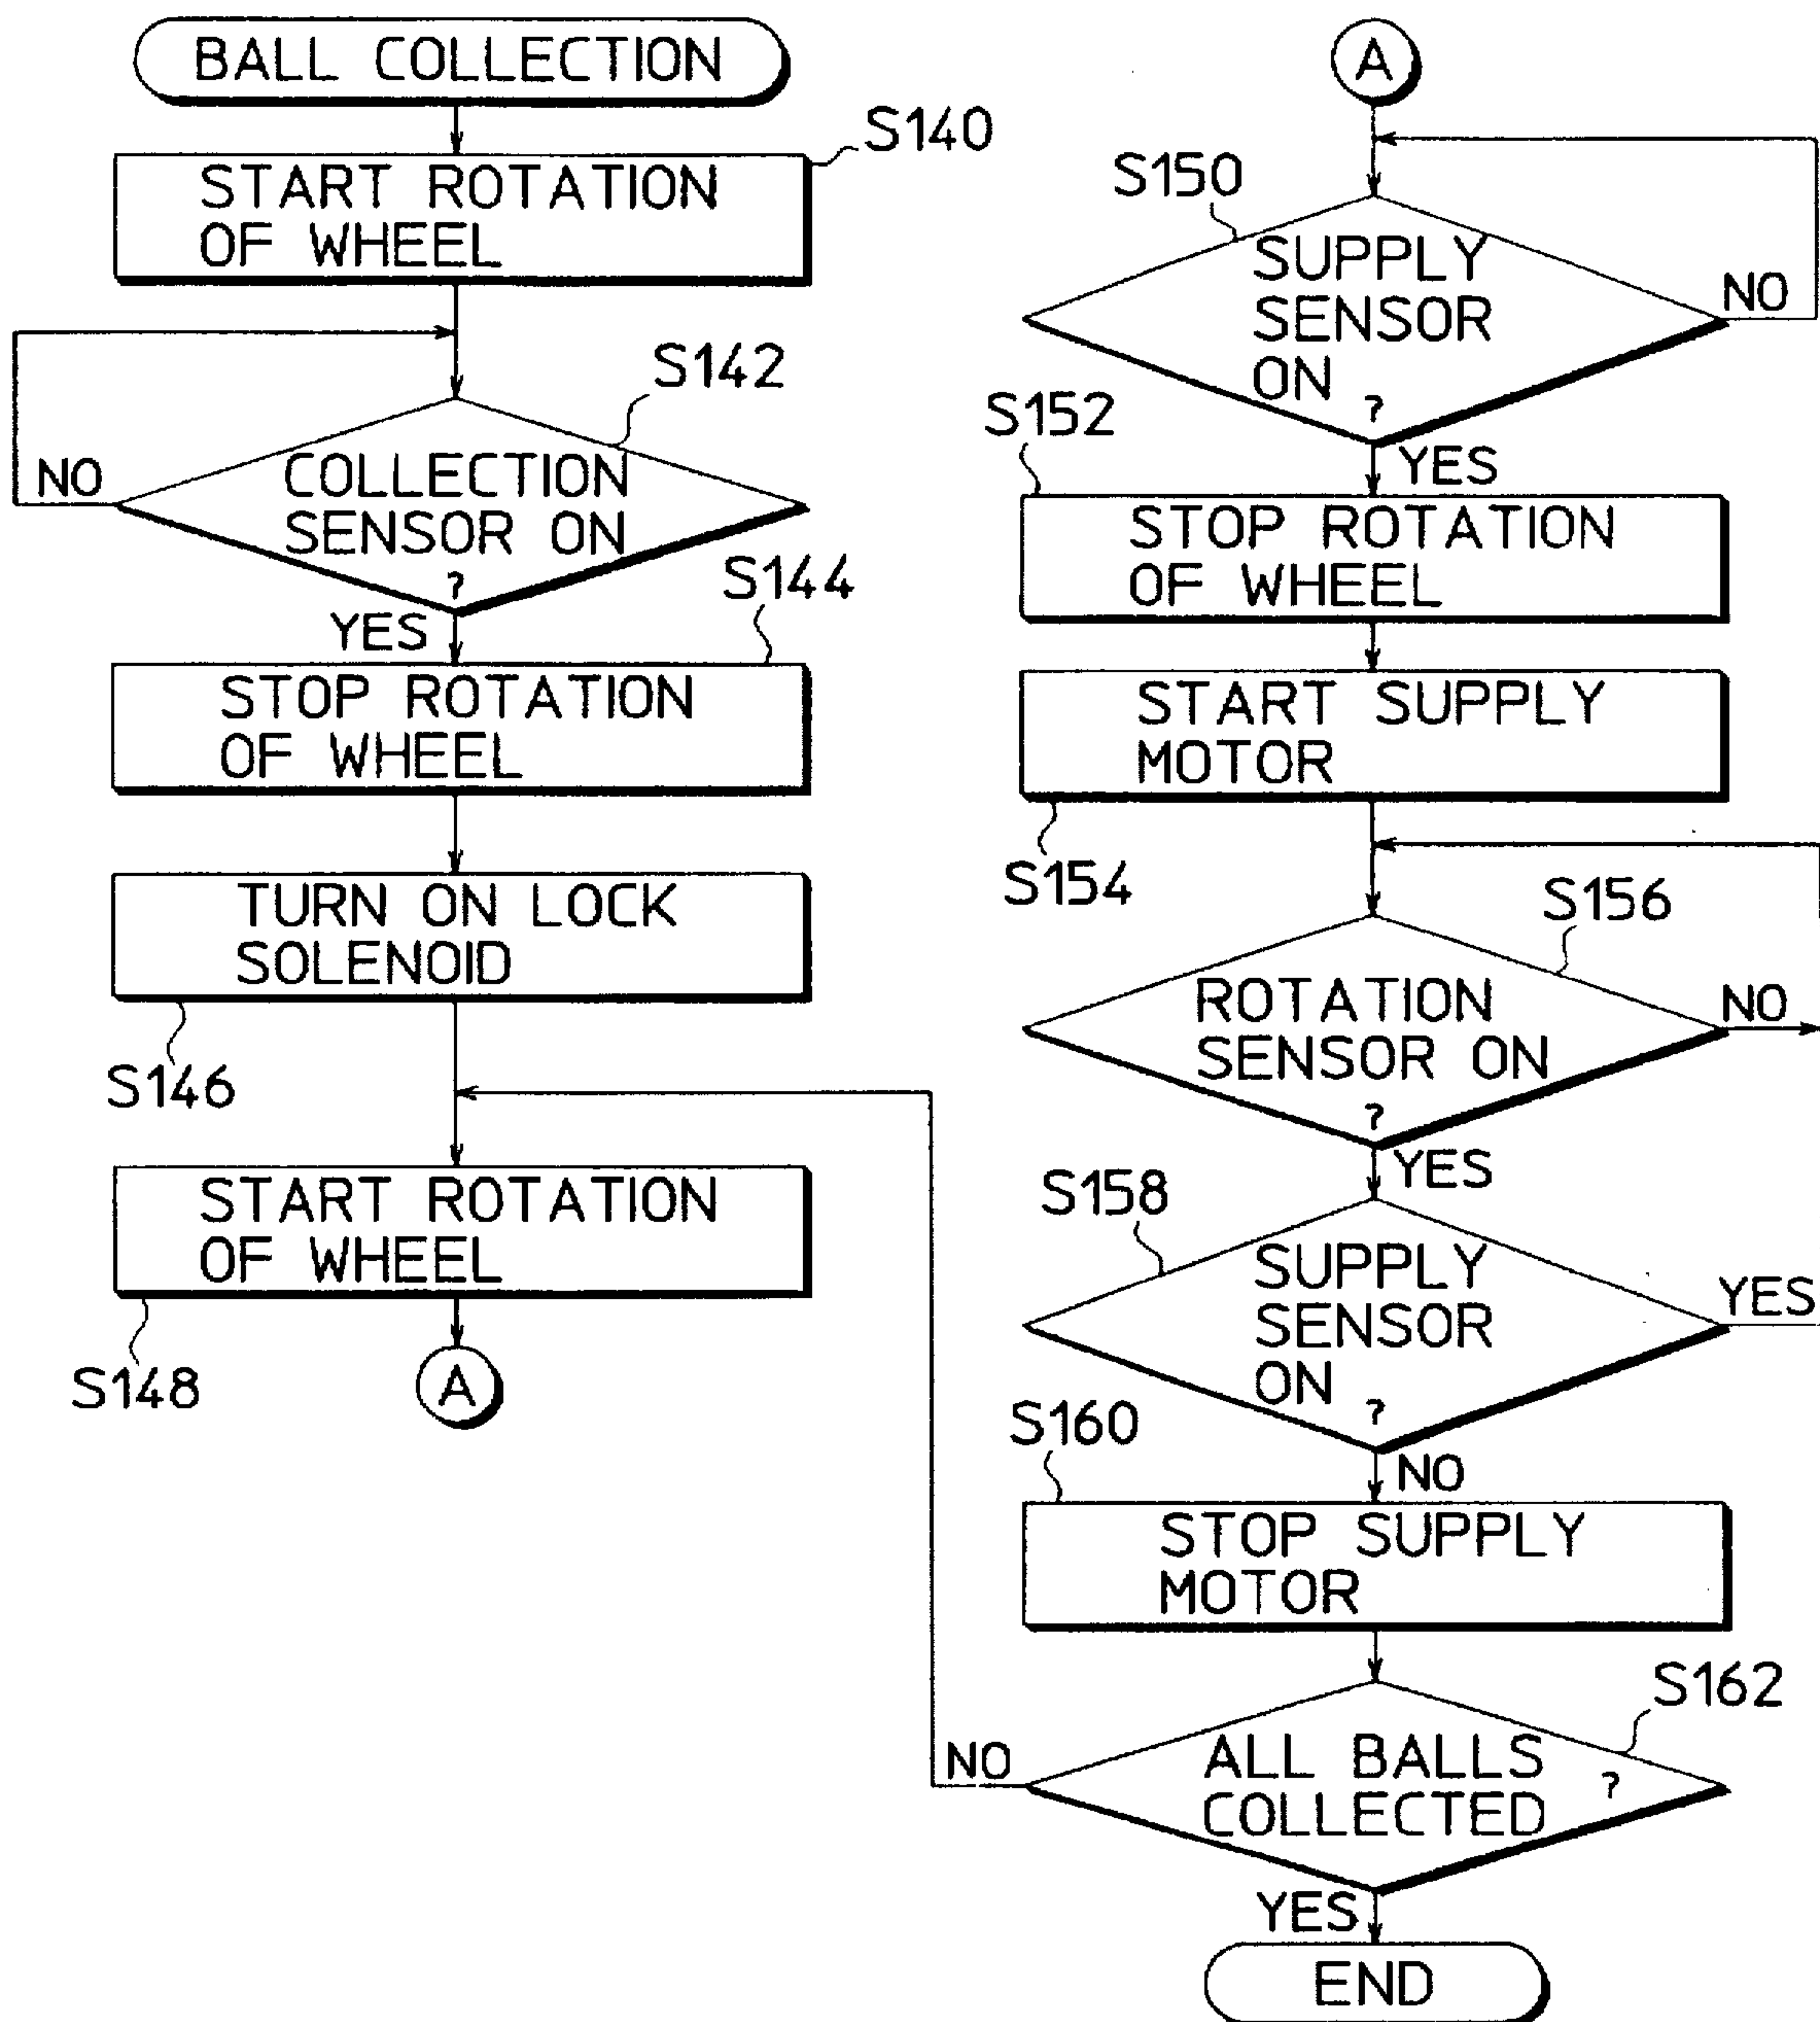 BALL COLLECTION
S140
START ROTATION
OF WHEEL
S142
NO
COLLECTION
SENSOR ON
?
YES
S144
STOP ROTATION
OF WHEEL
TURN ON LOCK
SOLENOID
S146
START ROTATION
OF WHEEL
S148
A
A
S150
SUPPLY
SENSOR
ON
?
NO
YES
S152
STOP ROTATION
OF WHEEL
START SUPPLY
MOTOR
S154
S156
ROTATION
SENSOR ON
?
NO
YES
S158
SUPPLY
SENSOR
ON
?
YES
NO
S160
STOP SUPPLY
MOTOR
S162
NO
ALL BALLS
COLLECTED
?
YES
END